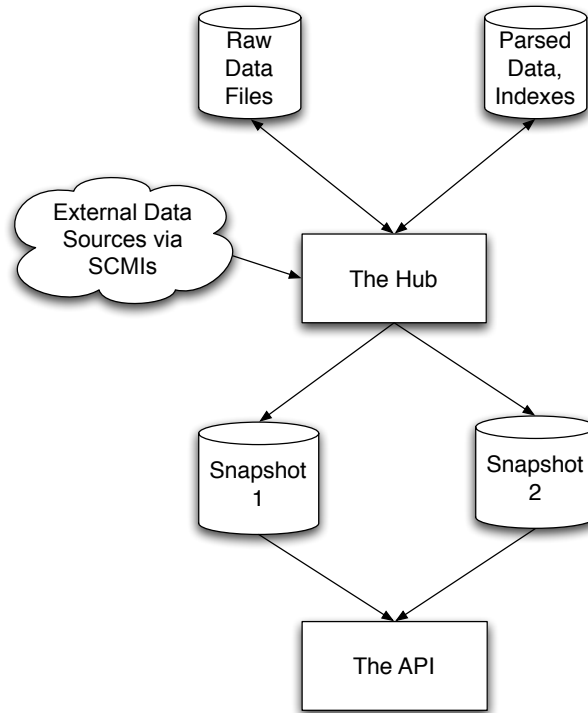 Raw
Data
Files
Parsed
Data,
Indexes
External Data
Sources via
SCMIs
The Hub
Snapshot
1
Snapshot
2
The API